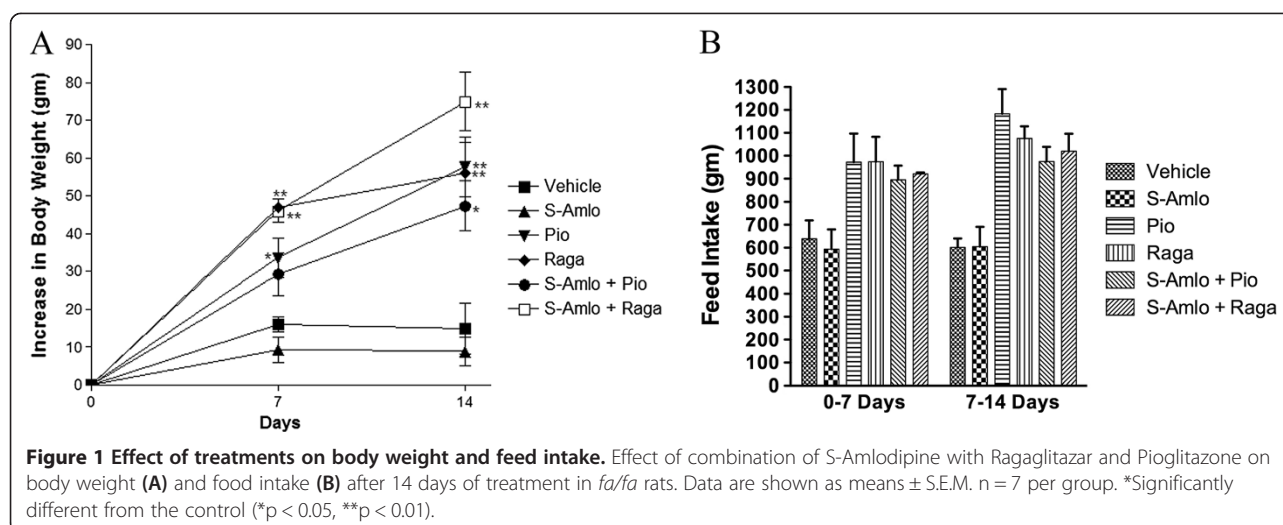 A
Increase in Body Weight (gm)
90
80
70
60
50
40
30
20
10
0
**
**
*
**
**
**
*
0
7
14
Days
Vehicle
S-Amlo
Pio
Raga
S-Amlo + Pio
S-Amlo + Raga
B
Feed Intake (gm)
1300
1200
1100
1000
900
800
700
600
500
400
300
200
100
0
0-7 Days
7-14 Days
Vehicle
S-Amlo
Pio
Raga
S-Amlo + Pio
S-Amlo + Raga
Figure 1 Effect of treatments on body weight and feed intake. Effect of combination of S-Amlodipine with Ragaglitazar and Pioglitazone on
body weight (A) and food intake (B) after 14 days of treatment in fa/fa rats. Data are shown as means ± S.E.M. n = 7 per group. *Significantly
different from the control (*p < 0.05, **p < 0.01).